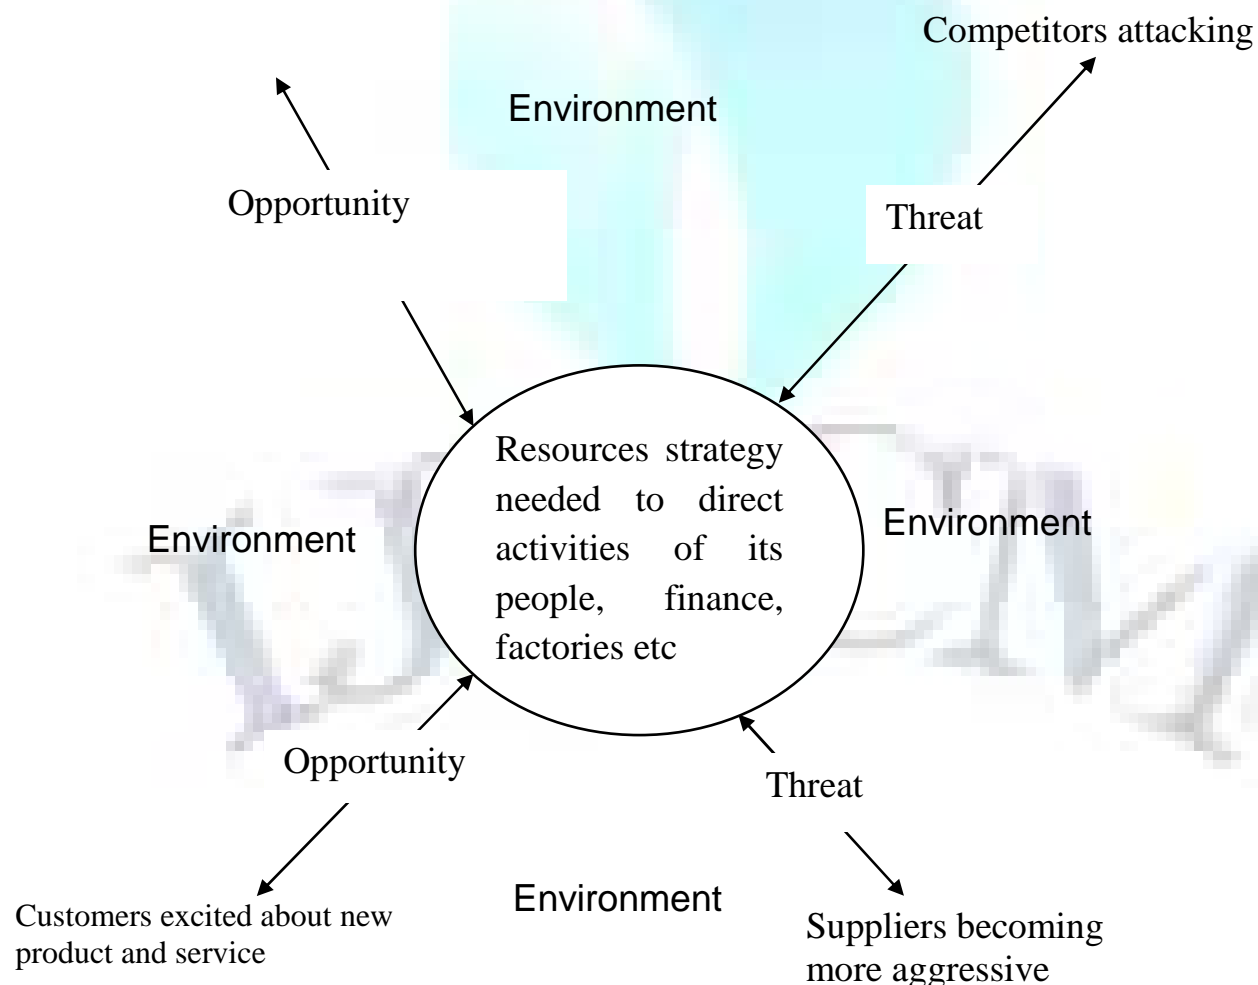 Competitors attacking
Environment
Opportunity
Threat
Resources strategy
needed to direct
activities of its
people, finance,
factories etc
Environment
Environment
Opportunity
Threat
Customers excited about new
product and service
Environment
Suppliers becoming
more aggressive